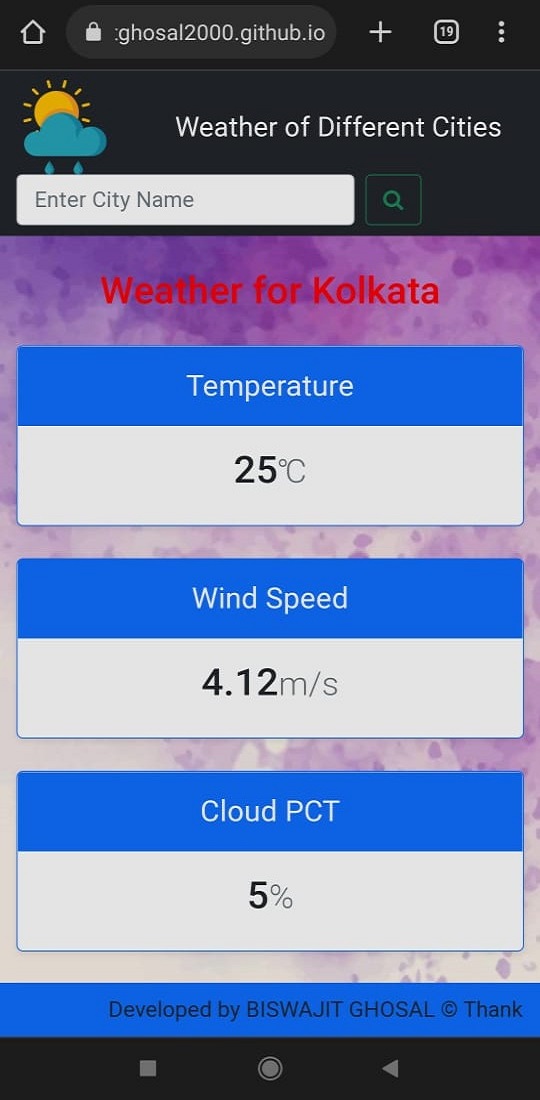 :ghosal2000.github.io
19
Weather of Different Cities
Enter City Name
Weather for Kolkata
Temperature
25°C
Wind Speed
4.12m/s
Cloud PCT
5%
Developed by BISWAJIT GHOSAL © Thank